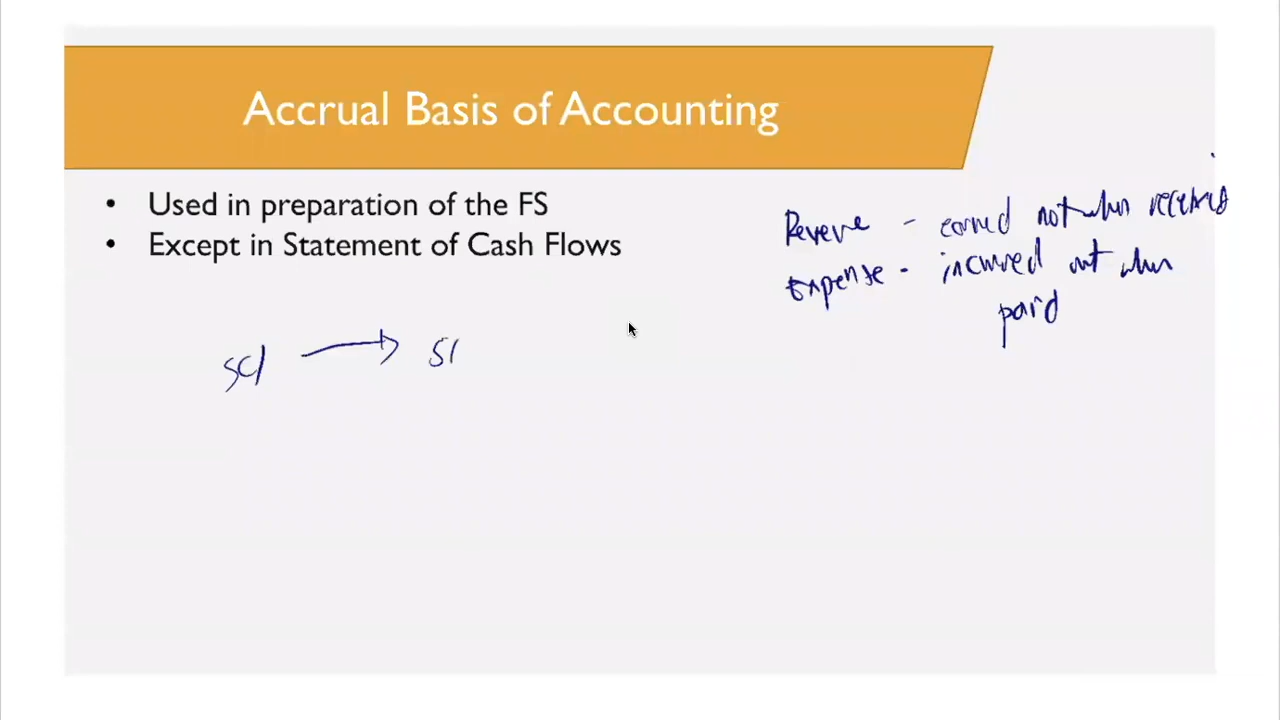 Accrual Basis of Accounting
• Used in preparation of the FS
• Except in Statement of Cash Flows
Revenue - earned not when received
Expense - incurred not when
paid
SCI → SI